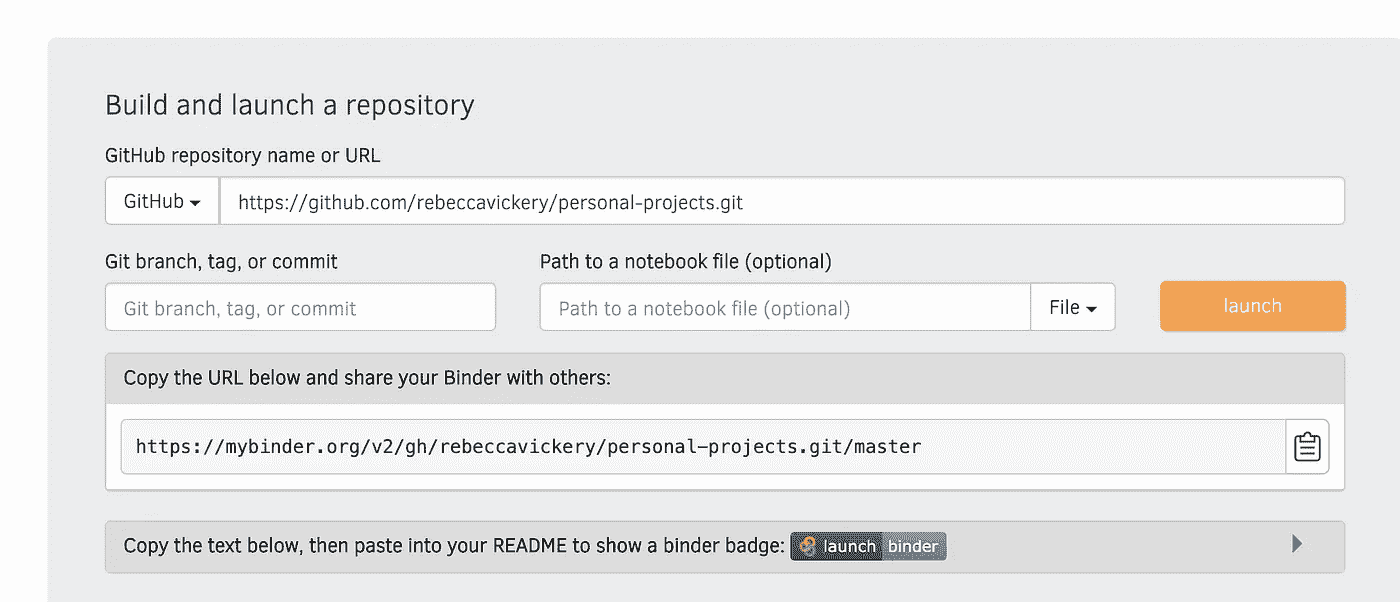 Build and launch a repository
GitHub repository name or URL
GitHub
https://github.com/rebeccavickery/personal-projects.git
Git branch, tag, or commit
Path to a notebook file (optional)
Git branch, tag, or commit
Path to a notebook file (optional)
File
launch
Copy the URL below and share your Binder with others:
https://mybinder.org/v2/gh/rebeccavickery/personal-projects.git/master
Copy the text below, then paste into your README to show a binder badge: launch binder